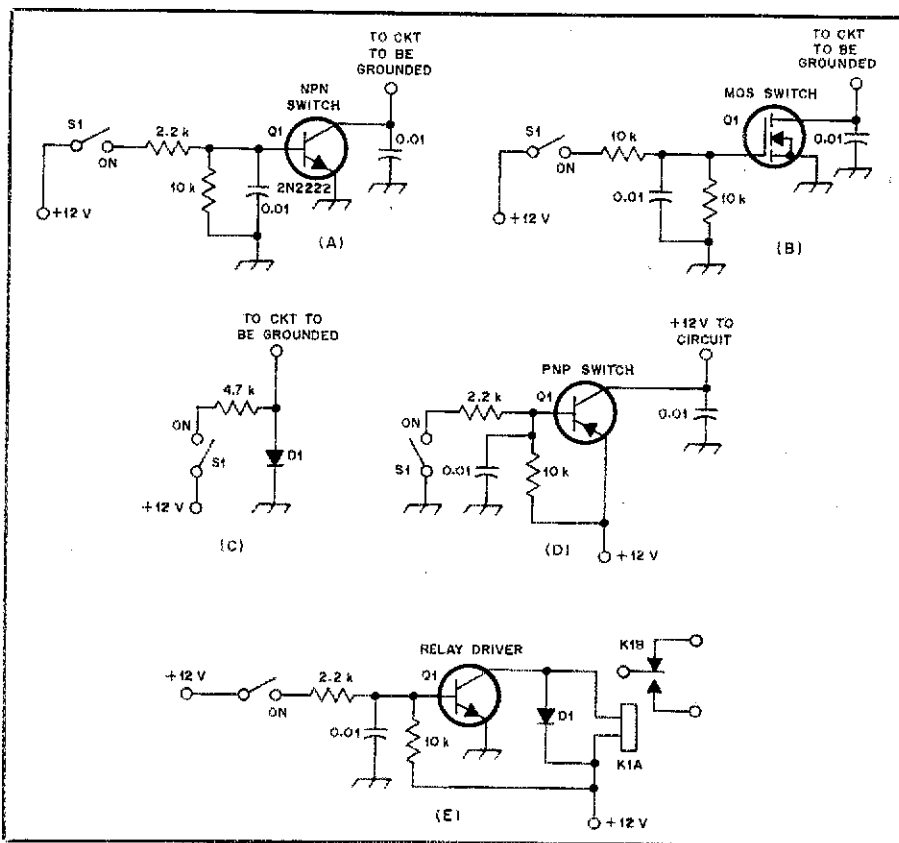 TO CKT
TO BE
GROUNDED
NPN
SWITCH
S1
ON
2.2 k
Q1
10 k
0.01
2N2222
0.01
+12 V
(A)
TO CKT
TO BE
GROUNDED
MOS SWITCH
S1
ON
10 k
Q1
0.01
10 k
0.01
+12 V
(B)
TO CKT TO
BE GROUNDED
4.7 k
ON
S1
D1
+12 V
(C)
+12 V TO
CIRCUIT
PNP SWITCH
2.2 k
Q1
ON
S1
0.01
10 k
0.01
+12 V
(D)
RELAY DRIVER
+12 V
ON
2.2 k
Q1
0.01
10 k
D1
K1B
K1A
+12 V
(E)